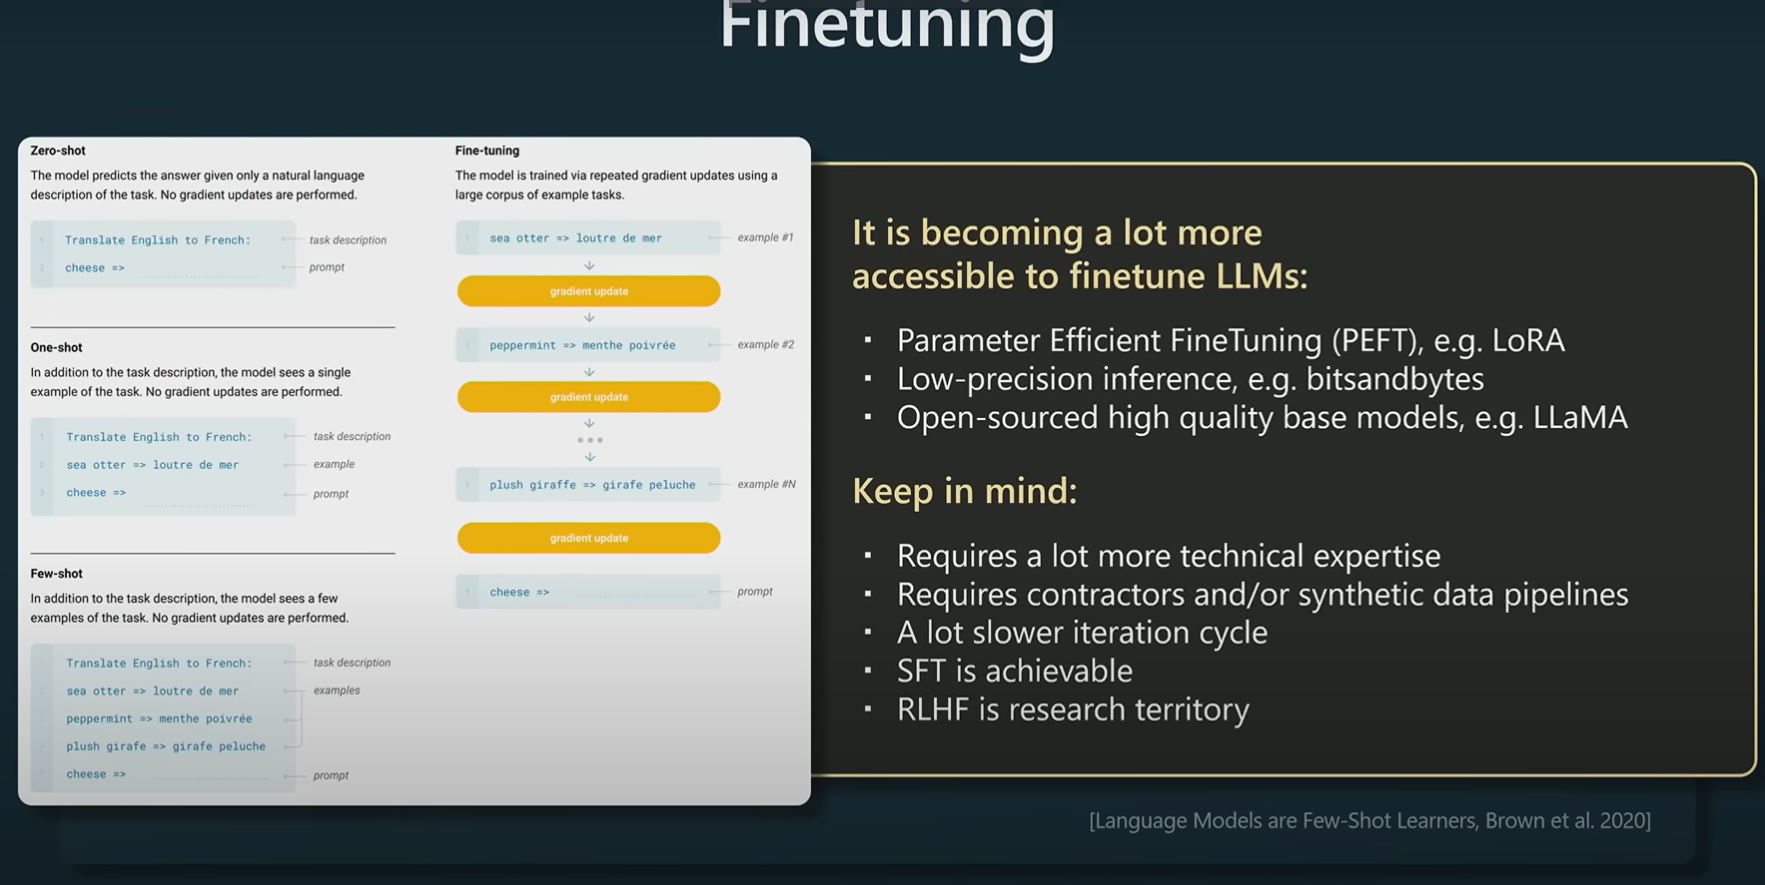 Finetuning
Zero-shot
The model predicts the answer given only a natural language
description of the task. No gradient updates are performed.
1 Translate English to French: task description
2 cheese => prompt
One-shot
In addition to the task description, the model sees a single
example of the task. No gradient updates are performed.
1 Translate English to French: task description
2 sea otter => loutre de mer example
3 cheese => prompt
Few-shot
In addition to the task description, the model sees a few
examples of the task. No gradient updates are performed.
Translate English to French: task description
sea otter => loutre de mer examples
peppermint => menthe poivrée
plush girafe => girafe peluche
cheese => prompt
Fine-tuning
The model is trained via repeated gradient updates using a
large corpus of example tasks.
1 sea otter => loutre de mer example #1
gradient update
1 peppermint => menthe poivrée example #2
gradient update
1 plush giraffe => girafe peluche example #N
gradient update
cheese => prompt
It is becoming a lot more
accessible to finetune LLMs:
▪ Parameter Efficient FineTuning (PEFT), e.g. LoRA
▪ Low-precision inference, e.g. bitsandbytes
▪ Open-sourced high quality base models, e.g. LLaMA
Keep in mind:
▪ Requires a lot more technical expertise
▪ Requires contractors and/or synthetic data pipelines
▪ A lot slower iteration cycle
▪ SFT is achievable
▪ RLHF is research territory
[Language Models are Few-Shot Learners, Brown et al. 2020]